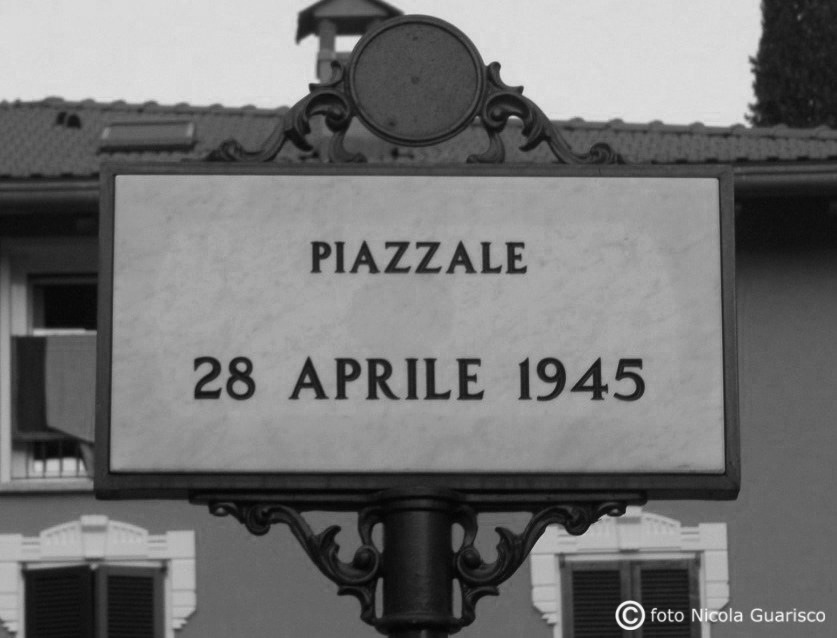 PIAZZALE
28 APRILE 1945
© foto Nicola Guarisco